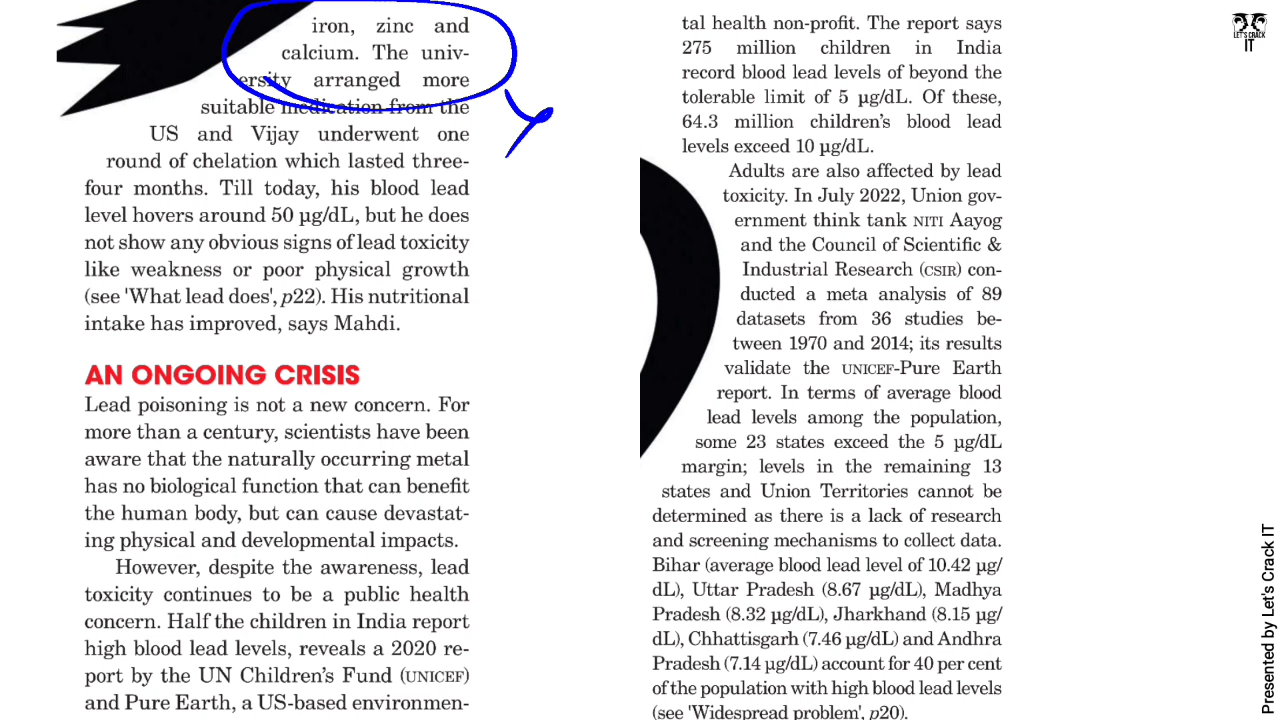 iron, zinc and
calcium. The univ-
ersity arranged more
suitable medication from the
US and Vijay underwent one
round of chelation which lasted three-
four months. Till today, his blood lead
level hovers around 50 µg/dL, but he does
not show any obvious signs of lead toxicity
like weakness or poor physical growth
(see 'What lead does', p22). His nutritional
intake has improved, says Mahdi.
AN ONGOING CRISIS
Lead poisoning is not a new concern. For
more than a century, scientists have been
aware that the naturally occurring metal
has no biological function that can benefit
the human body, but can cause devastat-
ing physical and developmental impacts.
However, despite the awareness, lead
toxicity continues to be a public health
concern. Half the children in India report
high blood lead levels, reveals a 2020 re-
port by the UN Children's Fund (UNICEF)
and Pure Earth, a US-based environmen-
tal health non-profit. The report says
275 million children in India
record blood lead levels of beyond the
tolerable limit of 5 µg/dL. Of these,
64.3 million children's blood lead
levels exceed 10 µg/dL.
Adults are also affected by lead
toxicity. In July 2022, Union gov-
ernment think tank NITI Aayog
and the Council of Scientific &
Industrial Research (CSIR) con-
ducted a meta analysis of 89
datasets from 36 studies be-
tween 1970 and 2014; its results
validate the UNICEF-Pure Earth
report. In terms of average blood
lead levels among the population,
some 23 states exceed the 5 µg/dL
margin; levels in the remaining 13
states and Union Territories cannot be
determined as there is a lack of research
and screening mechanisms to collect data.
Bihar (average blood lead level of 10.42 µg/
dL), Uttar Pradesh (8.67 µg/dL), Madhya
Pradesh (8.32 µg/dL), Jharkhand (8.15 µg/
dL), Chhattisgarh (7.46 µg/dL) and Andhra
Pradesh (7.14 µg/dL) account for 40 per cent
of the population with high blood lead levels
(see 'Widespread problem', p20).
LET'S CRACK
IT
Presented by Let's Crack IT